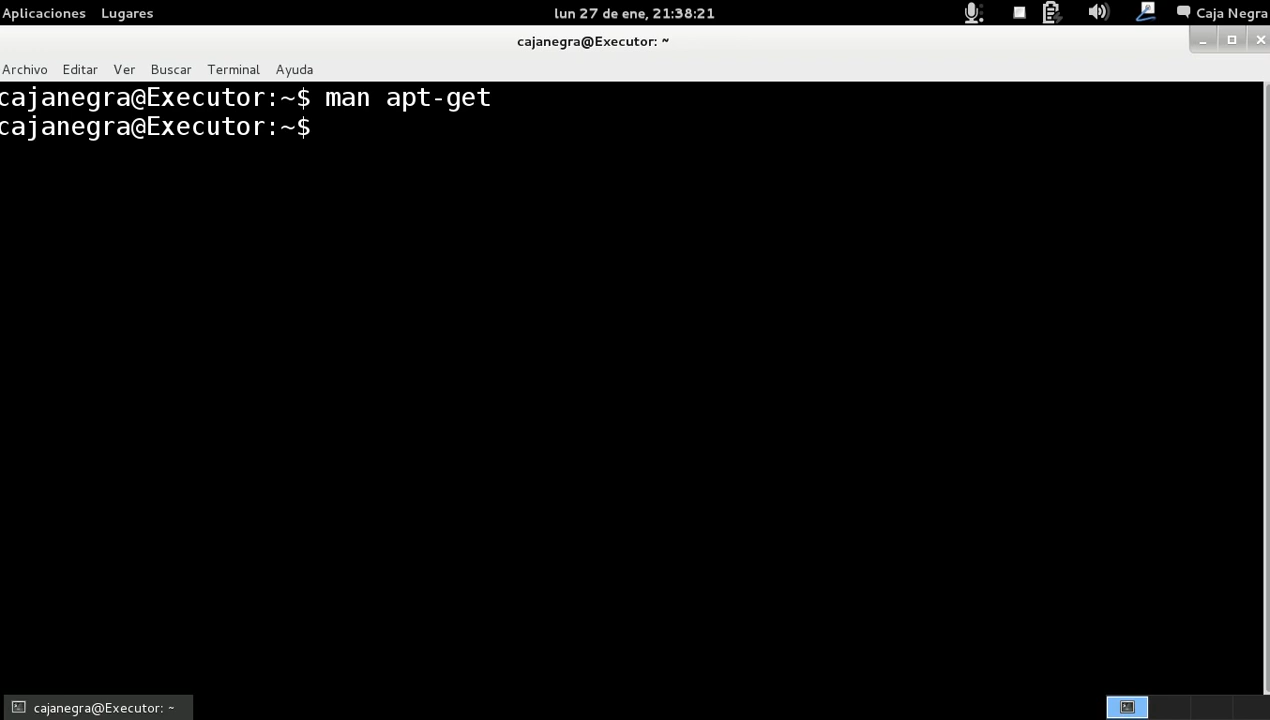 Aplicaciones Lugares lun 27 de ene, 21:38:21 Caja Negra
cajanegra@Executor: ~
Archivo Editar Ver Buscar Terminal Ayuda
cajanegra@Executor:~$ man apt-get
cajanegra@Executor:~$
cajanegra@Executor: ~